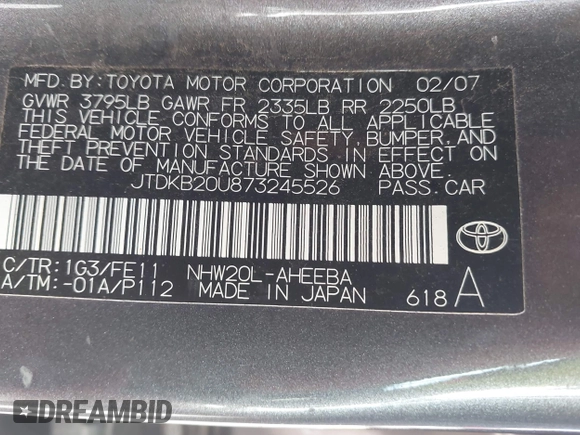 MFD.BY:TOYOTA MOTOR CORPORATION 02/07
GVWR 3795LB GAWR FR 2335LB RR 2250LB
THIS VEHICLE CONFORMS TO ALL APPLICABLE
FEDERAL MOTOR VEHICLE SAFETY, BUMPER, AND
THEFT PREVENTION STANDARDS IN EFFECT ON
THE DATE OF MANUFACTURE SHOWN ABOVE.
JTDKB20U873245526 PASS.CAR
C/TR:1G3/FE11 NHW20L-AHEEBA
A/TM:-01A/P112 MADE IN JAPAN 618 A
DREAMBID